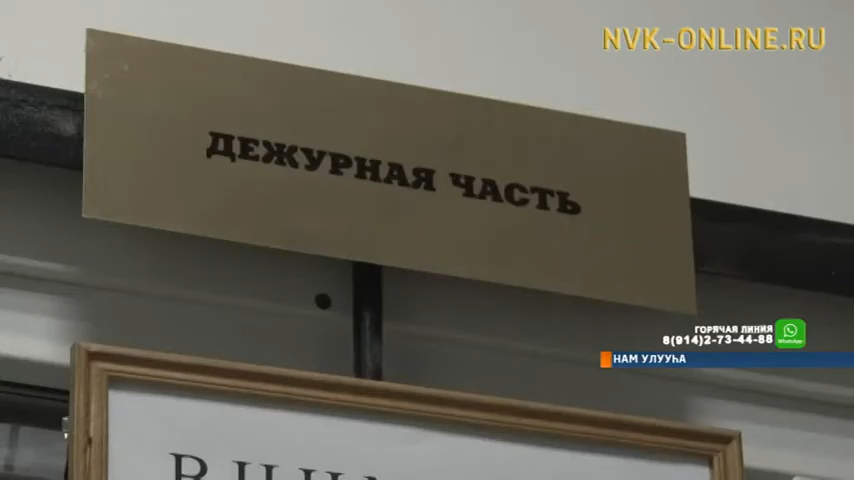 NVK-ONLINE.RU
ДЕЖУРНАЯ ЧАСТЬ
ГОРЯЧАЯ ЛИНИЯ
8(914)2-73-44-88
WhatsApp
НАМ УЛУУҺА